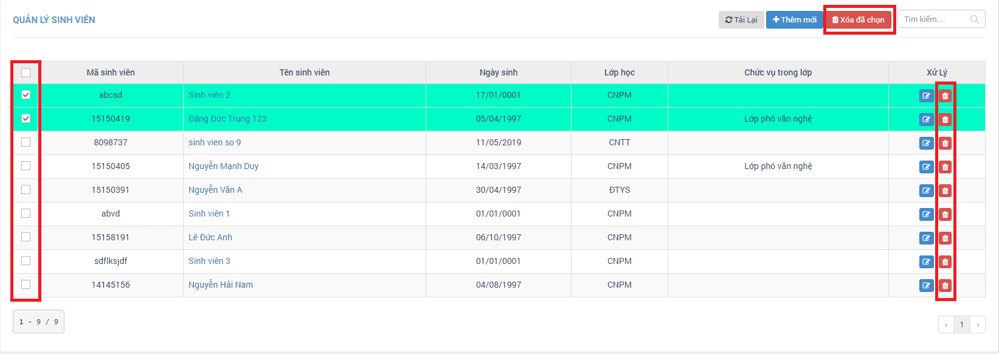 QUẢN LÝ SINH VIÊN
Tải Lại Thêm mới Xóa đã chọn Tìm kiếm....
Mã sinh viên Tên sinh viên Ngày sinh Lớp học Chức vụ trong lớp Xử Lý
abcsd Sinh viên 2 17/01/0001 CNPM
15150419 Đặng Đức Trung 123 05/04/1997 CNPM Lớp phó văn nghệ
8098737 sinh vien so 9 11/05/2019 CNTT
15150405 Nguyễn Mạnh Duy 14/03/1997 CNPM Lớp phó văn nghệ
15150391 Nguyễn Văn A 30/04/1997 ĐTYS
abvd Sinh viên 1 01/01/0001 CNPM
15158191 Lê Đức Anh 06/10/1997 CNPM
sdflksjdf Sinh viên 3 01/01/0001 CNPM
14145156 Nguyễn Hải Nam 04/08/1997 CNPM
1 - 9 / 9 ‹ 1 ›